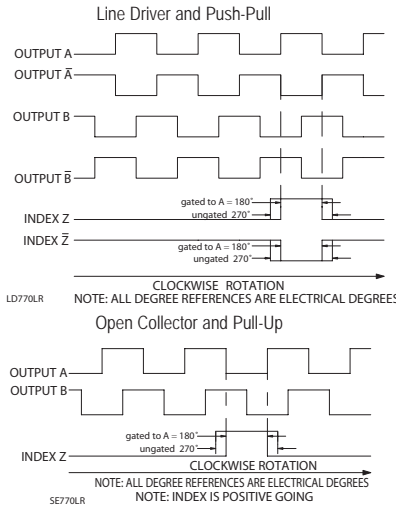 Line Driver and Push-Pull
OUTPUT A
OUTPUT A̅
OUTPUT B
OUTPUT B̅
gated to A = 180°
ungated 270°
INDEX Z
INDEX Z̅
gated to A = 180°
ungated 270°
CLOCKWISE ROTATION
LD770LR
NOTE: ALL DEGREE REFERENCES ARE ELECTRICAL DEGREES
Open Collector and Pull-Up
OUTPUT A
OUTPUT B
gated to A = 180°
ungated 270°
INDEX Z
CLOCKWISE ROTATION
NOTE: ALL DEGREE REFERENCES ARE ELECTRICAL DEGREES
NOTE: INDEX IS POSITIVE GOING
SE770LR